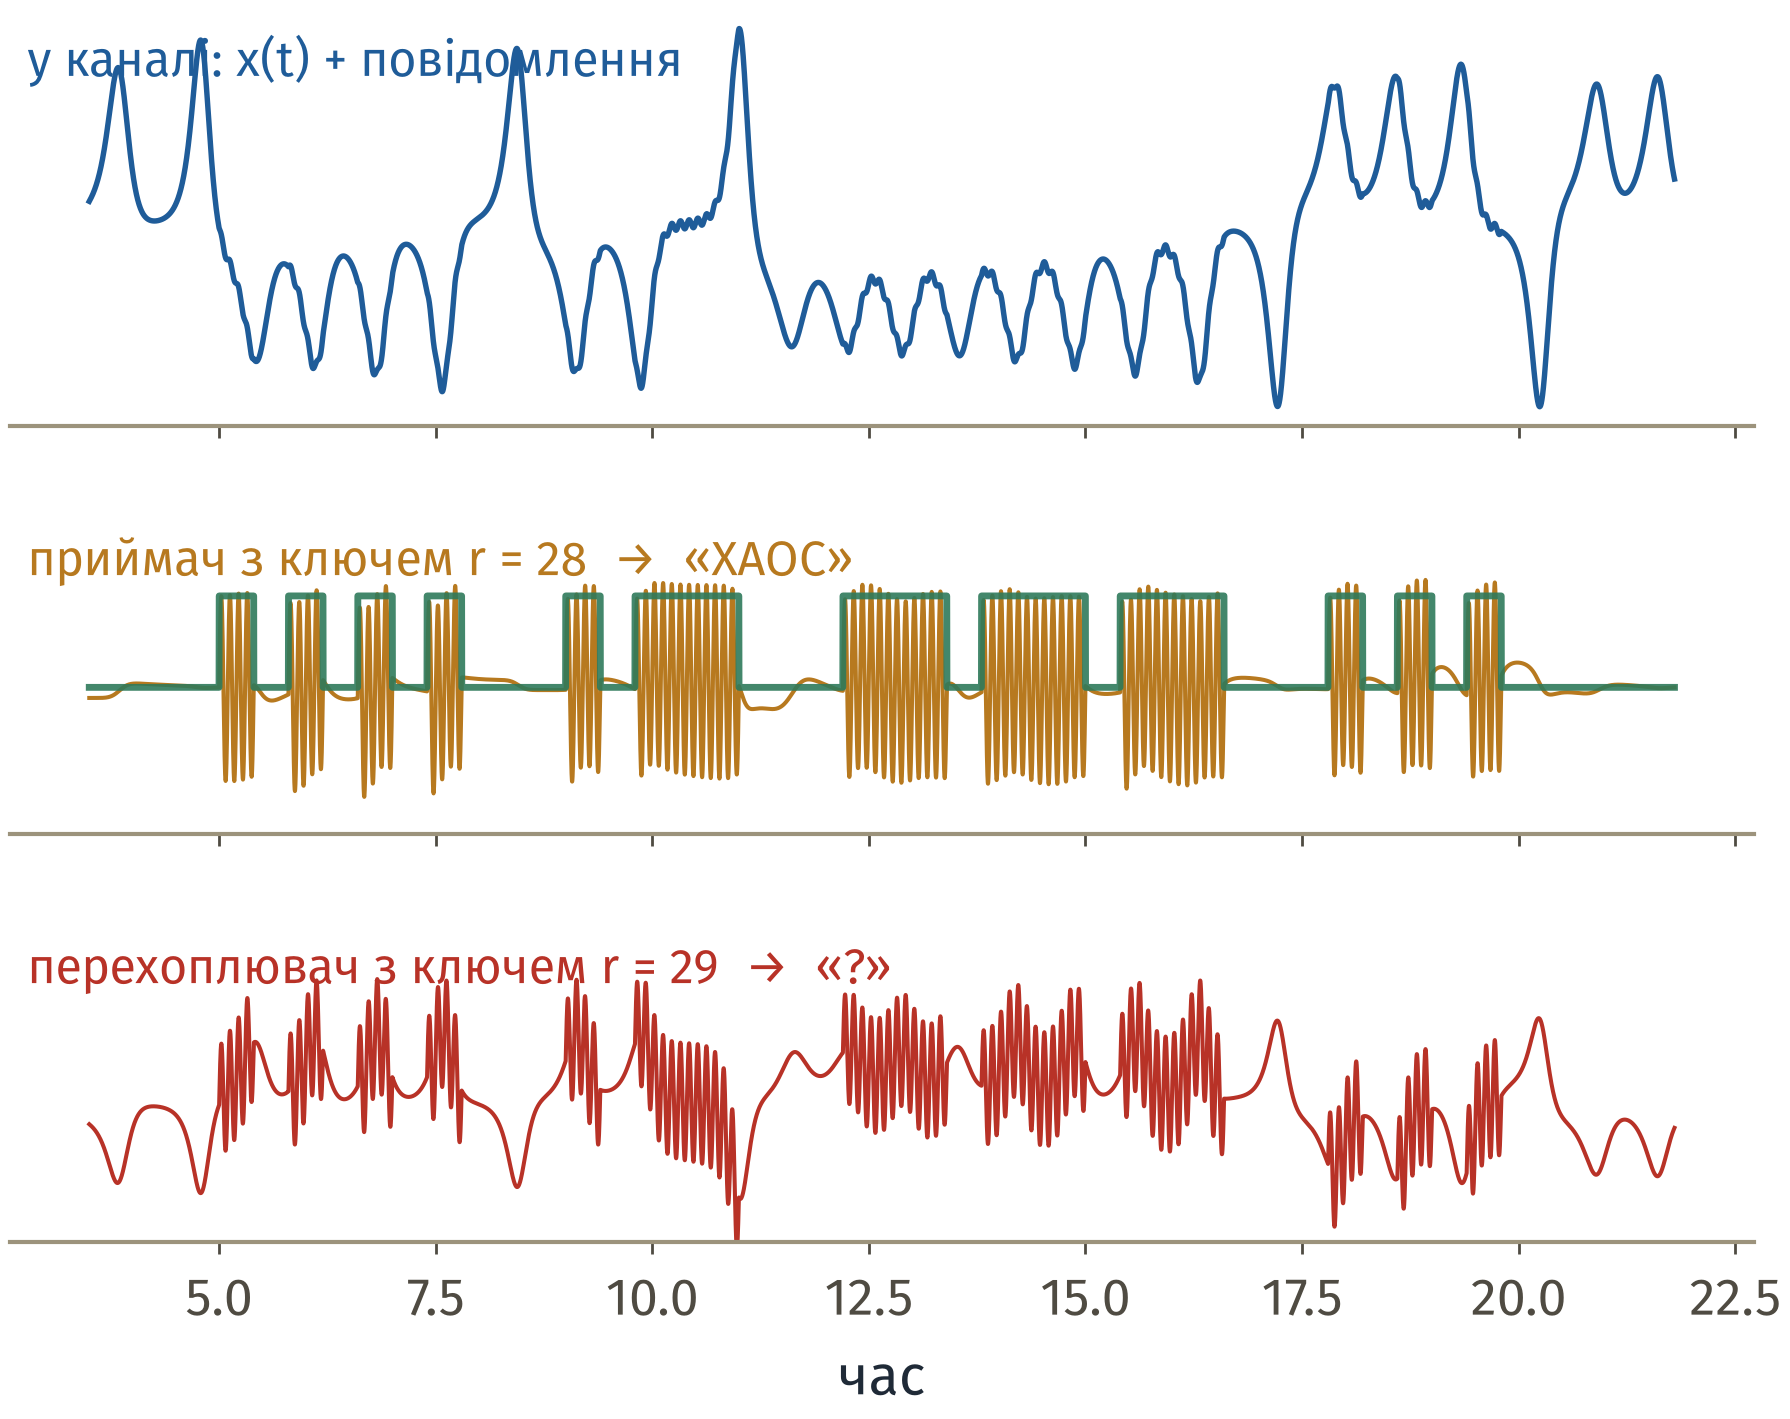 у каналі: x(t) + повідомлення
приймач з ключем r = 28 → «ХАОС»
перехоплювач з ключем r = 29 → «?»
5.0 7.5 10.0 12.5 15.0 17.5 20.0 22.5
час